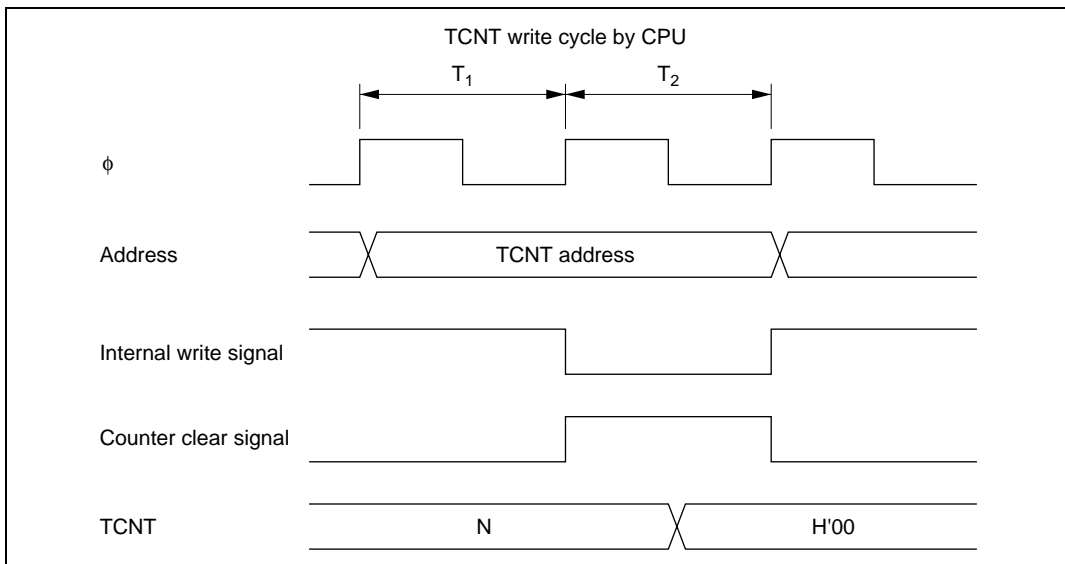 TCNT write cycle by CPU
T1 T2
ϕ
Address TCNT address
Internal write signal
Counter clear signal
TCNT N H'00